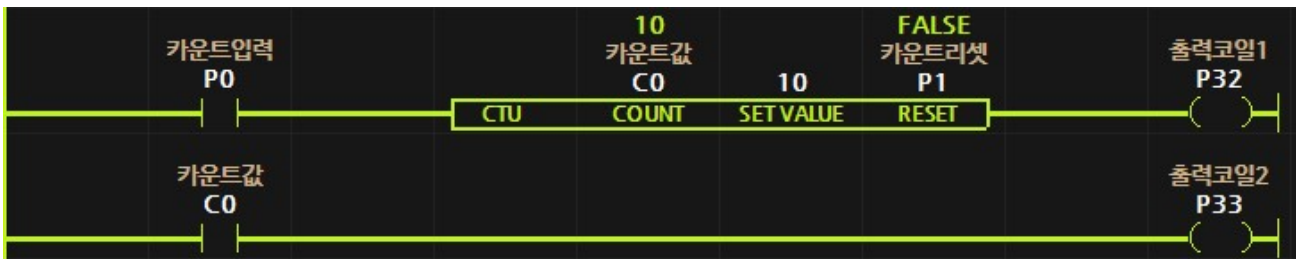 10 FALSE
카운트입력 카운트값 카운트리셋 출력코일1
P0 C0 10 P1 P32
CTU COUNT SET VALUE RESET
카운트값 출력코일2
C0 P33